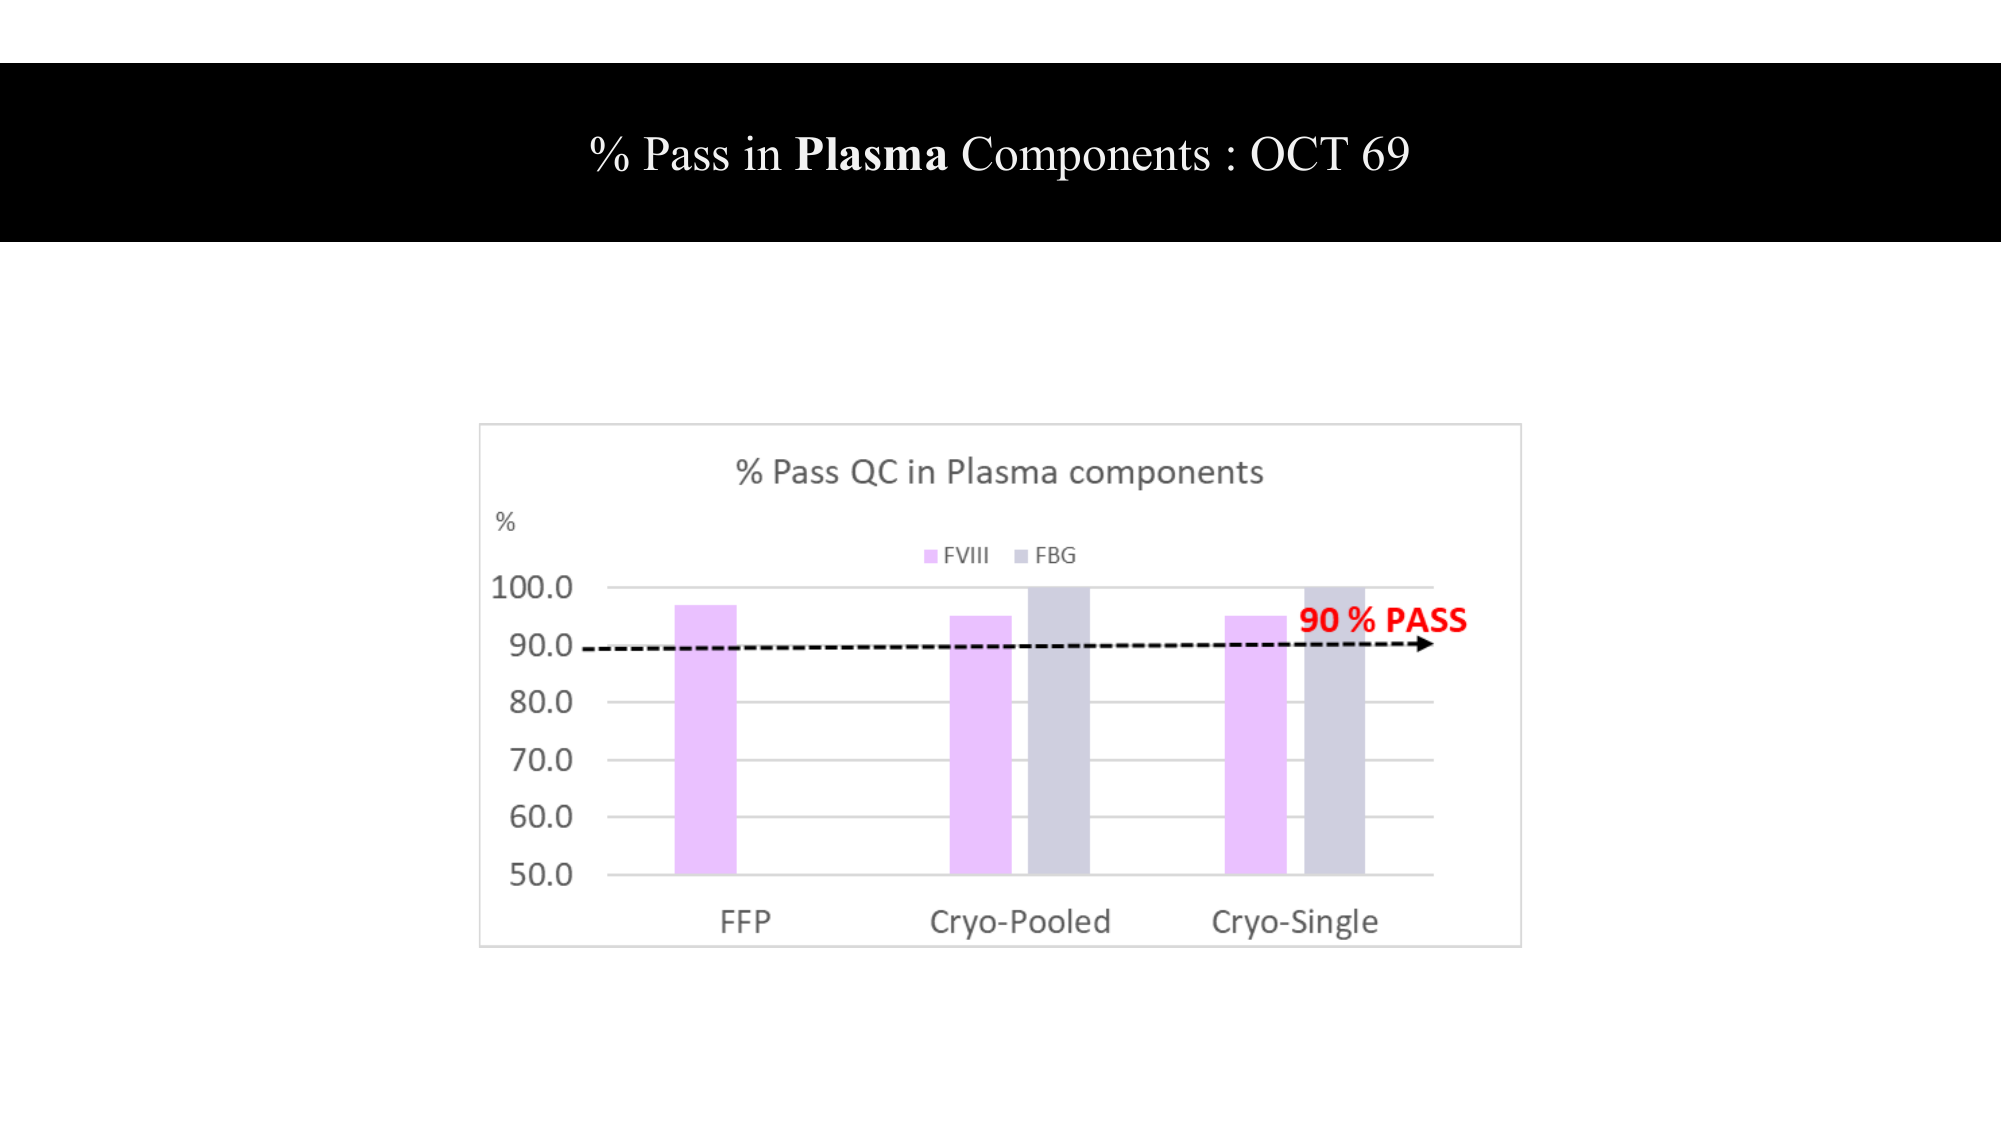 % Pass in Plasma Components : OCT 69
% Pass QC in Plasma components
%
FVIII FBG
100.0
90 % PASS
90.0
80.0
70.0
60.0
50.0
FFP Cryo-Pooled Cryo-Single